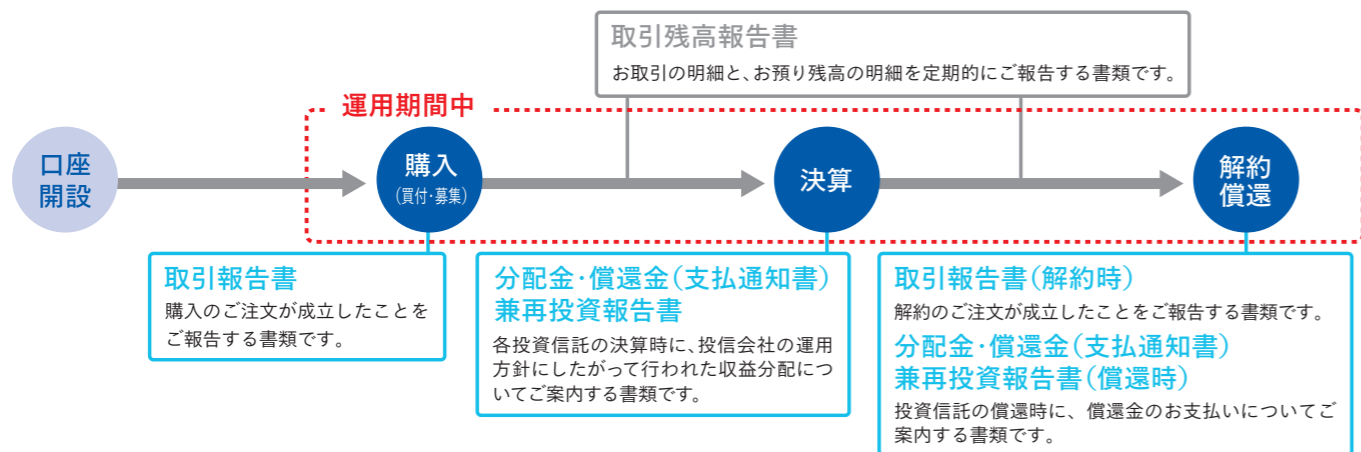 取引残高報告書
お取引の明細と、お預り残高の明細を定期的にご報告する書類です。
運用期間中
口座
開設
購入
(買付・募集)
決算
解約
償還
取引報告書
購入のご注文が成立したことを
ご報告する書類です。
分配金・償還金(支払通知書)
兼再投資報告書
各投資信託の決算時に、投信会社の運用
方針にしたがって行われた収益分配につ
いてご案内する書類です。
取引報告書(解約時)
解約のご注文が成立したことをご報告する書類です。
分配金・償還金(支払通知書)
兼再投資報告書(償還時)
投資信託の償還時に、償還金のお支払いについてご
案内する書類です。